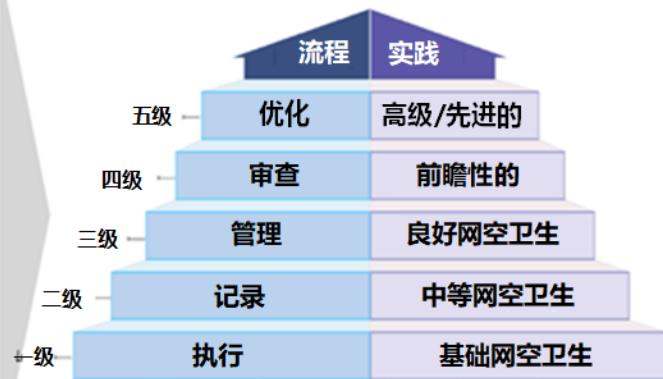 流程 实践
五级 优化 高级/先进的
四级 审查 前瞻性的
三级 管理 良好网空卫生
二级 记录 中等网空卫生
一级 执行 基础网空卫生